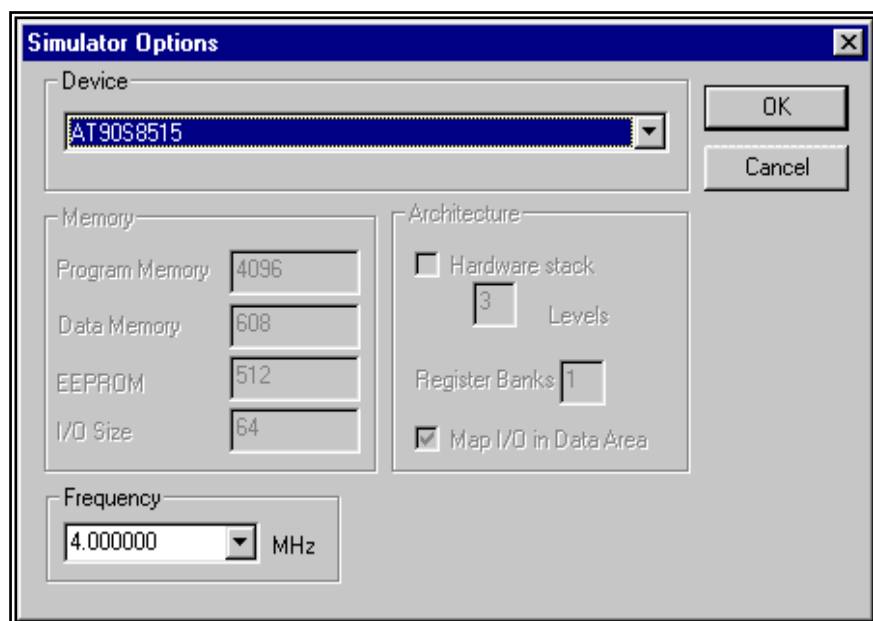 Simulator Options
Device
AT90S8515
OK
Cancel
Memory
Program Memory 4096
Data Memory 608
EEPROM 512
I/O Size 64
Architecture
Hardware stack
3 Levels
Register Banks 1
Map I/O in Data Area
Frequency
4.000000 MHz